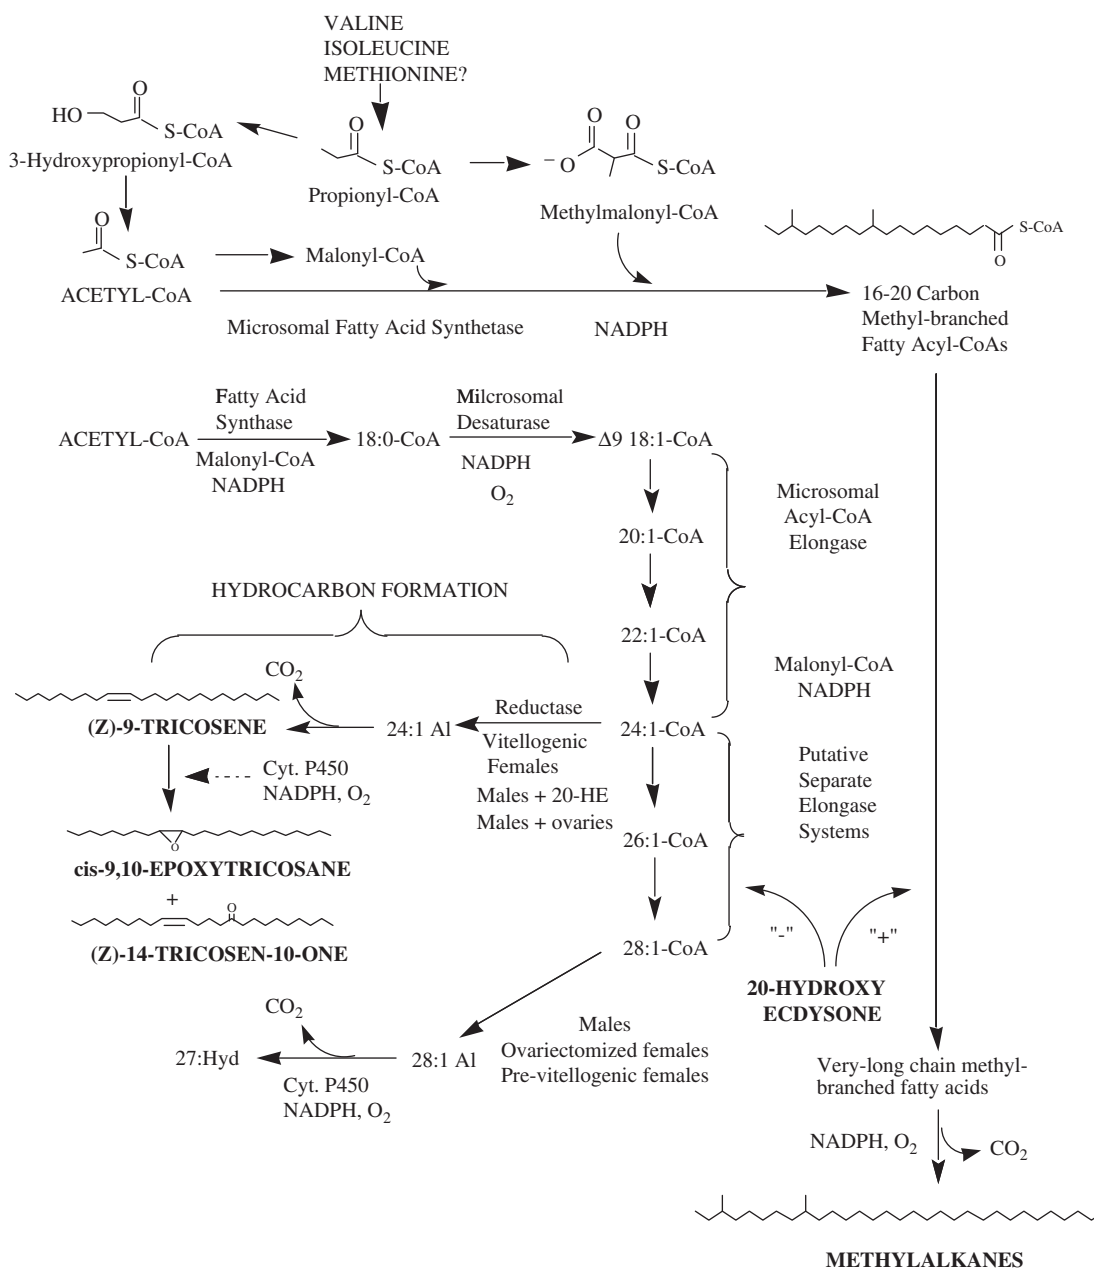 VALINE
ISOLEUCINE
METHIONINE?
O
HO
S-CoA
3-Hydroxypropionyl-CoA
O
S-CoA
Propionyl-CoA
O
O
−O
S-CoA
Methylmalonyl-CoA
O
S-CoA
ACETYL-CoA
Malonyl-CoA
S-CoA
O
16-20 Carbon
Methyl-branched
Fatty Acyl-CoAs
Microsomal Fatty Acid Synthetase
NADPH
ACETYL-CoA
Fatty Acid
Synthase
Malonyl-CoA
NADPH
18:0-CoA
Milcrosomal
Desaturase
NADPH
O2
Δ9 18:1-CoA
20:1-CoA
22:1-CoA
24:1-CoA
26:1-CoA
28:1-CoA
Microsomal
Acyl-CoA
Elongase
Malonyl-CoA
NADPH
Putative
Separate
Elongase
Systems
HYDROCARBON FORMATION
CO2
(Z)-9-TRICOSENE
24:1 Al
Reductase
Vitellogenic
Females
Males + 20-HE
Males + ovaries
Cyt. P450
NADPH, O2
O
cis-9,10-EPOXYTRICOSANE
+
O
(Z)-14-TRICOSEN-10-ONE
"-"
"+"
20-HYDROXY
ECDYSONE
CO2
27:Hyd
28:1 Al
Cyt. P450
NADPH, O2
Males
Ovariectomized females
Pre-vitellogenic females
Very-long chain methyl-
branched fatty acids
NADPH, O2
CO2
METHYLALKANES